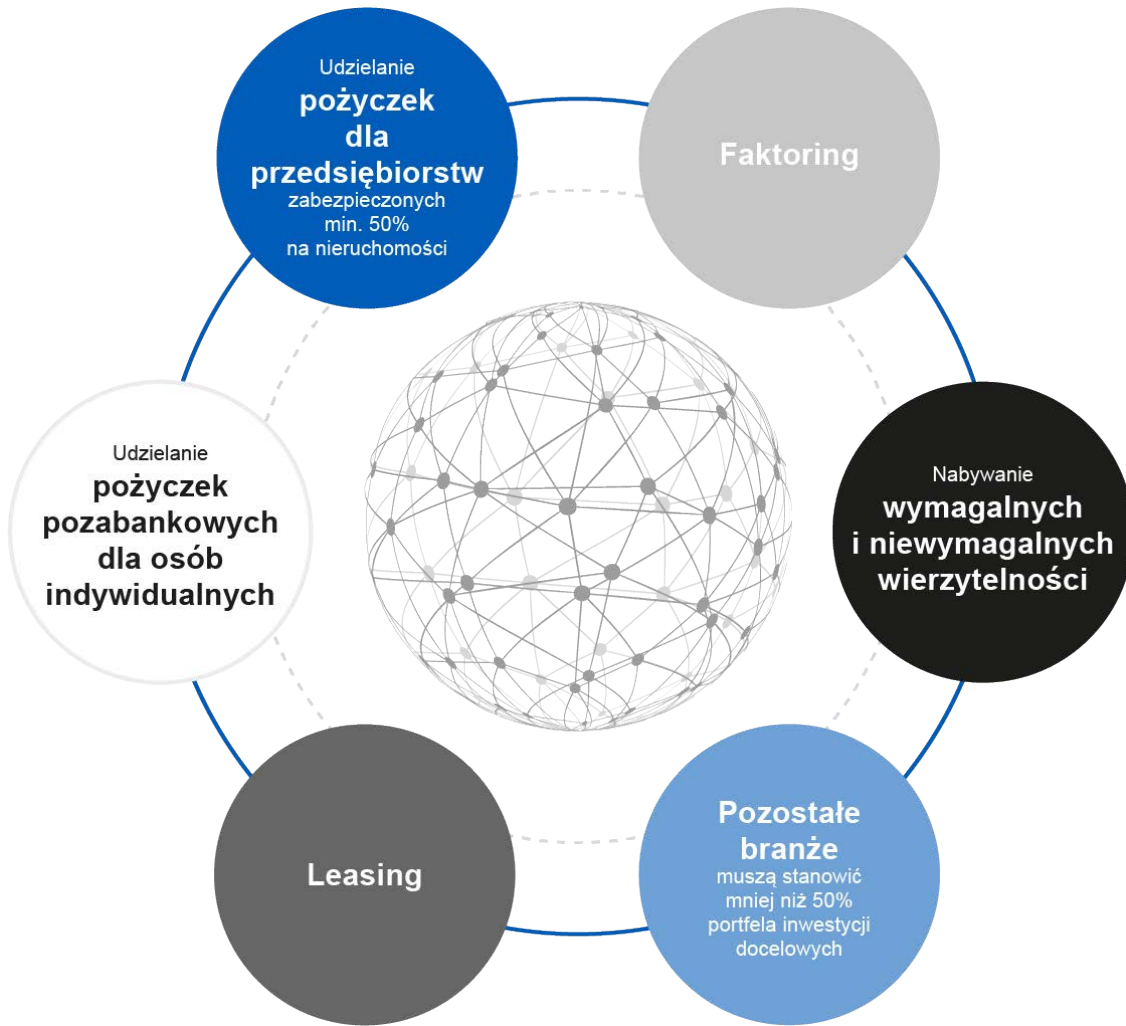 Udzielanie
pożyczek
dla
przedsiębiorstw
zabezpieczonych
min. 50%
na nieruchomości
Faktoring
Udzielanie
pożyczek
pozabankowych
dla osób
indywidualnych
Nabywanie
wymagalnych
i niewymagalnych
wierzytelności
Leasing
Pozostałe
branże
muszą stanowić
mniej niż 50%
portfela inwestycji
docelowych